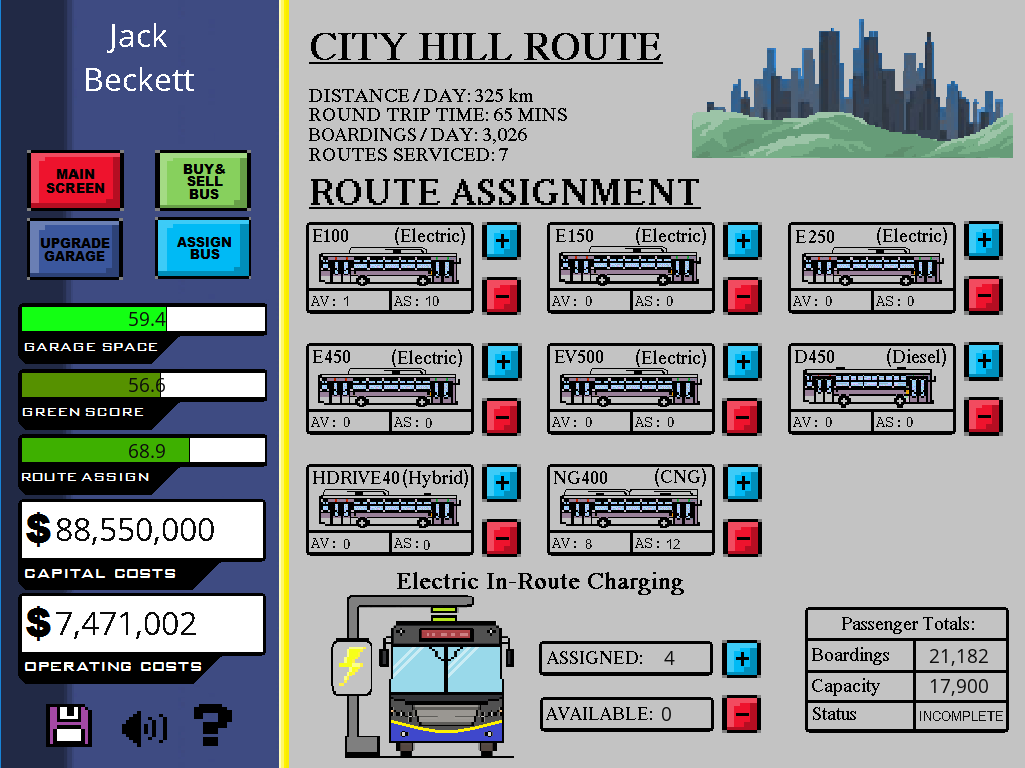 Jack
Beckett
MAIN
SCREEN
BUY&
SELL
BUS
UPGRADE
GARAGE
ASSIGN
BUS
59.4
GARAGE SPACE
56.6
GREEN SCORE
68.9
ROUTE ASSIGN
$88,550,000
CAPITAL COSTS
$7,471,002
OPERATING COSTS
?
CITY HILL ROUTE
DISTANCE / DAY: 325 km
ROUND TRIP TIME: 65 MINS
BOARDINGS / DAY: 3,026
ROUTES SERVICED: 7
ROUTE ASSIGNMENT
E100 (Electric)
AV: 1 AS: 10
+
-
E150 (Electric)
AV: 0 AS: 0
+
-
E250 (Electric)
AV: 0 AS: 0
+
-
E450 (Electric)
AV: 0 AS: 0
+
-
EV500 (Electric)
AV: 0 AS: 0
+
-
D450 (Diesel)
AV: 0 AS: 0
+
-
HDRIVE40 (Hybrid)
AV: 0 AS: 0
+
-
NG400 (CNG)
AV: 8 AS: 12
+
-
Electric In-Route Charging
ASSIGNED: 4
+
AVAILABLE: 0
-
Passenger Totals:
Boardings 21,182
Capacity 17,900
Status INCOMPLETE